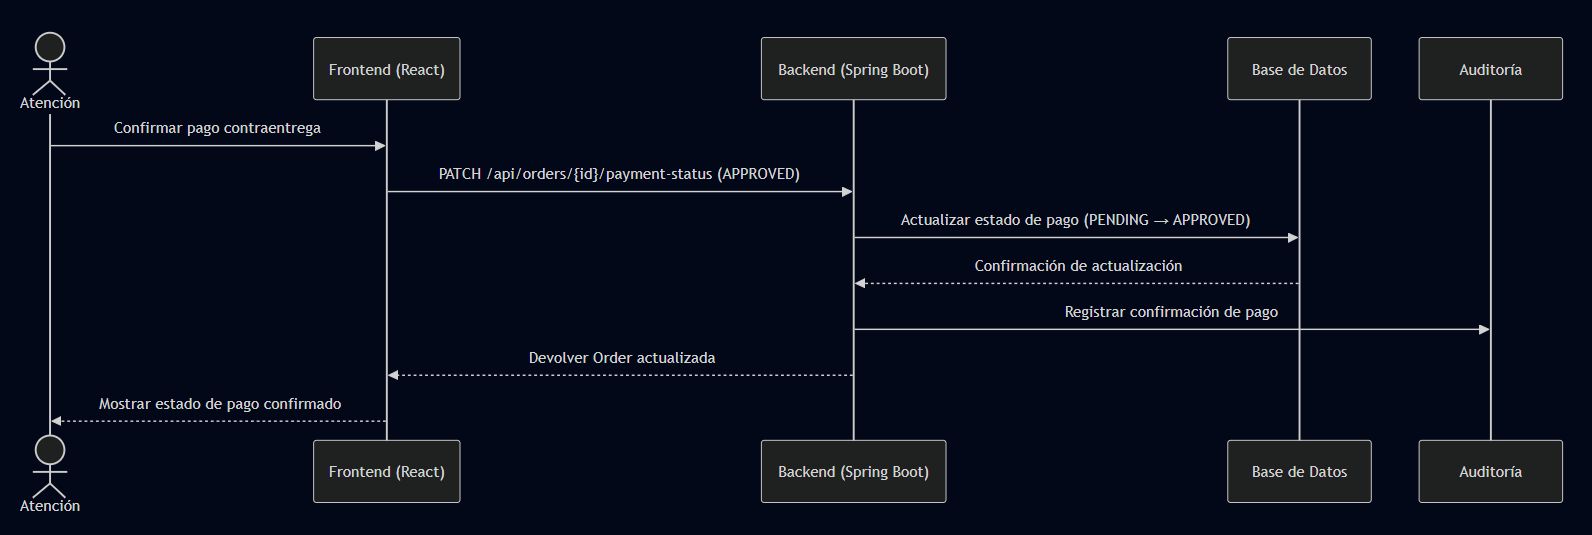 Atención
Frontend (React)
Backend (Spring Boot)
Base de Datos
Auditoría
Confirmar pago contraentrega
PATCH /api/orders/{id}/payment-status (APPROVED)
Actualizar estado de pago (PENDING → APPROVED)
Confirmación de actualización
Registrar confirmación de pago
Devolver Order actualizada
Mostrar estado de pago confirmado
Atención
Frontend (React)
Backend (Spring Boot)
Base de Datos
Auditoría